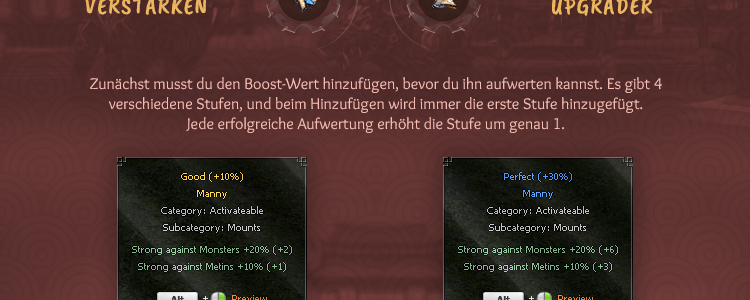 VERSTÄRKEN UPGRADER
Zunächst musst du den Boost-Wert hinzufügen, bevor du ihn aufwerten kannst. Es gibt 4
verschiedene Stufen, und beim Hinzufügen wird immer die erste Stufe hinzugefügt.
Jede erfolgreiche Aufwertung erhöht die Stufe um genau 1.
Good (+10%)
Manny
Category: Activateable
Subcategory: Mounts
Strong against Monsters +20% (+2)
Strong against Metins +10% (+1)
Alt + Preview
Perfect (+30%)
Manny
Category: Activateable
Subcategory: Mounts
Strong against Monsters +20% (+6)
Strong against Metins +10% (+3)
Alt + Preview